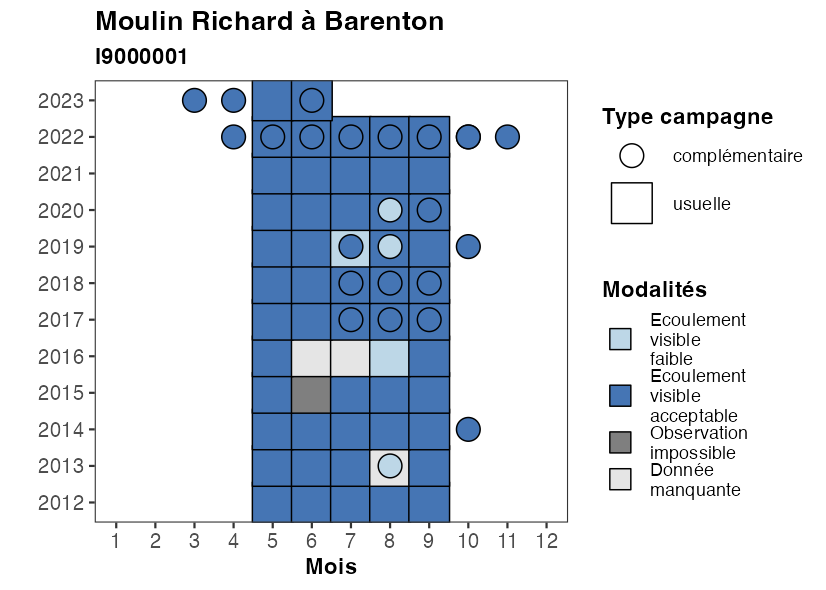 Moulin Richard à Barenton
I9000001
2023
2022
2021
2020
2019
2018
2017
2016
2015
2014
2013
2012
1 2 3 4 5 6 7 8 9 10 11 12
Mois
Type campagne
complémentaire
usuelle
Modalités
Ecoulement
visible
faible
Ecoulement
visible
acceptable
Observation
impossible
Donnée
manquante